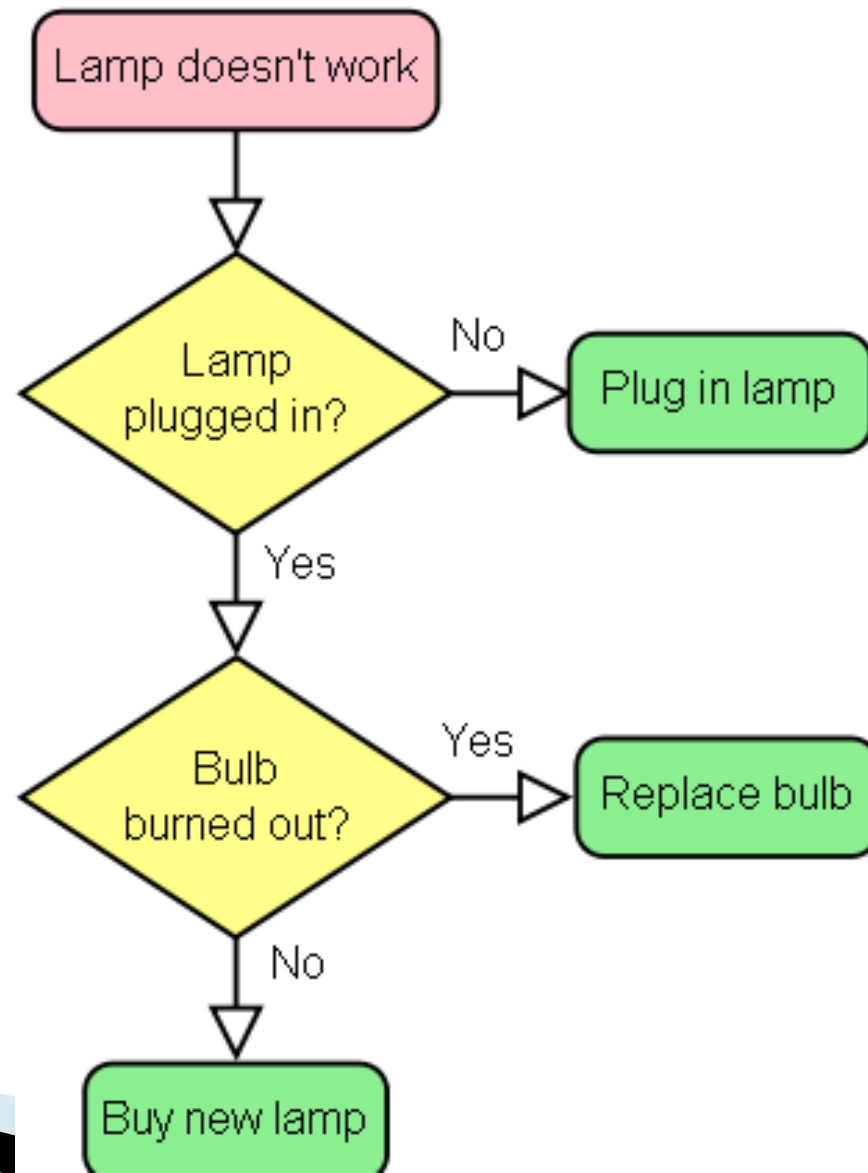 Lamp doesn't work
No
Lamp
plugged in?
Plug in lamp
Yes
Bulb
burned out?
Yes
Replace bulb
No
Buy new lamp